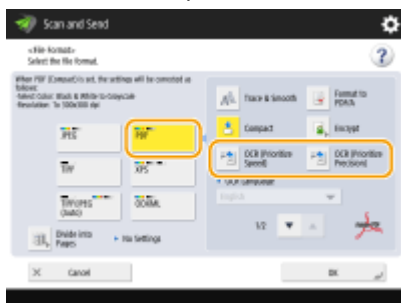 Scan and Send
<File Format>
Select the file format.
When PDF (Compact) is set, the settings will be corrected as
follows:
-Select Color: Black & White to Grayscale
-Resolution: To 300x300 dpi
JPEG
PDF
TIFF
XPS
TIFF/JPEG
(Auto)
OOXML
Divide into
Pages
No Settings
Trace & Smooth
Format to
PDF/A
Compact
Encrypt
OCR (Prioritize
Speed)
OCR (Prioritize
Precision)
OCR Language
English
1/2
Cancel
OK